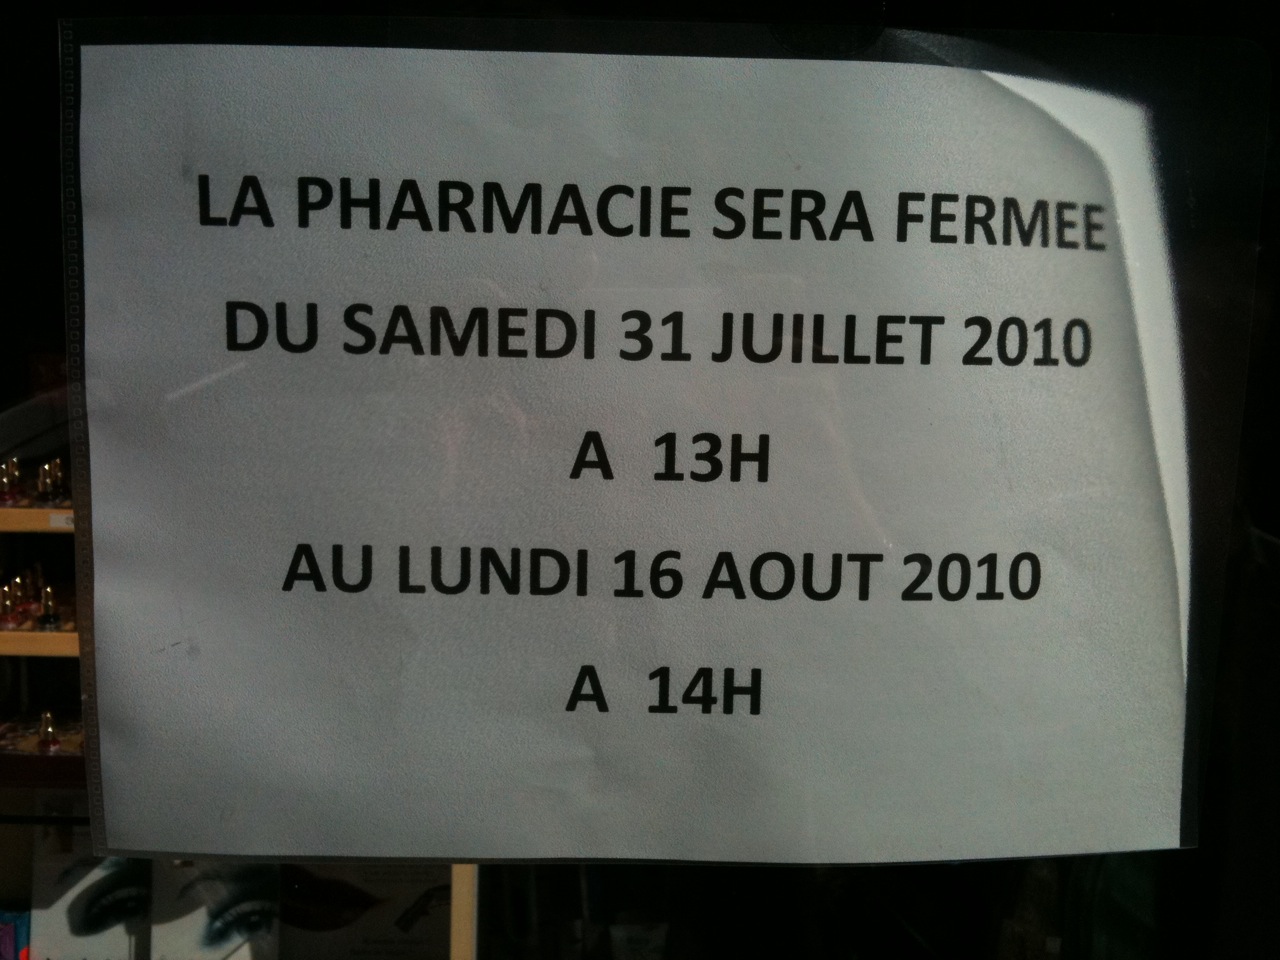 LA PHARMACIE SERA FERMEE
DU SAMEDI 31 JUILLET 2010
A 13H
AU LUNDI 16 AOUT 2010
A 14H